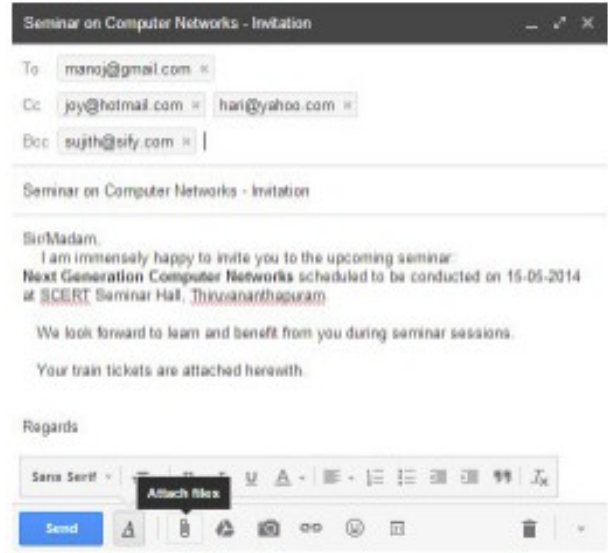 Seminar on Computer Networks - Invitation
To manoj@gmail.com ×
Cc joy@hotmail.com × hari@yahoo.com ×
Bcc sujith@sify.com ×
Seminar on Computer Networks - Invitation
Sir/Madam,
I am immensely happy to invite you to the upcoming seminar:
Next Generation Computer Networks scheduled to be conducted on 15-05-2014
at SCERT Seminar Hall, Thiruvananthapuram.
We look forward to learn and benefit from you during seminar sessions.
Your train tickets are attached herewith.
Regards
Sans Serif
Attach files
Send